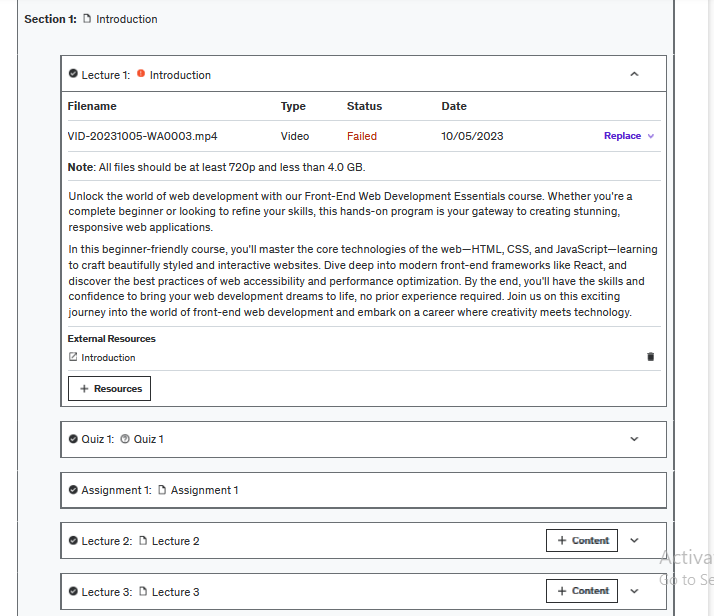 Section 1: Introduction
Lecture 1: Introduction
Filename Type Status Date
VID-20231005-WA0003.mp4 Video Failed 10/05/2023 Replace
Note: All files should be at least 720p and less than 4.0 GB.
Unlock the world of web development with our Front-End Web Development Essentials course. Whether you're a
complete beginner or looking to refine your skills, this hands-on program is your gateway to creating stunning,
responsive web applications.
In this beginner-friendly course, you'll master the core technologies of the web—HTML, CSS, and JavaScript—learning
to craft beautifully styled and interactive websites. Dive deep into modern front-end frameworks like React, and
discover the best practices of web accessibility and performance optimization. By the end, you'll have the skills and
confidence to bring your web development dreams to life, no prior experience required. Join us on this exciting
journey into the world of front-end web development and embark on a career where creativity meets technology.
External Resources
Introduction
+ Resources
Quiz 1: Quiz 1
Assignment 1: Assignment 1
Lecture 2: Lecture 2 + Content
Activa
Go to Se
Lecture 3: Lecture 3 + Content